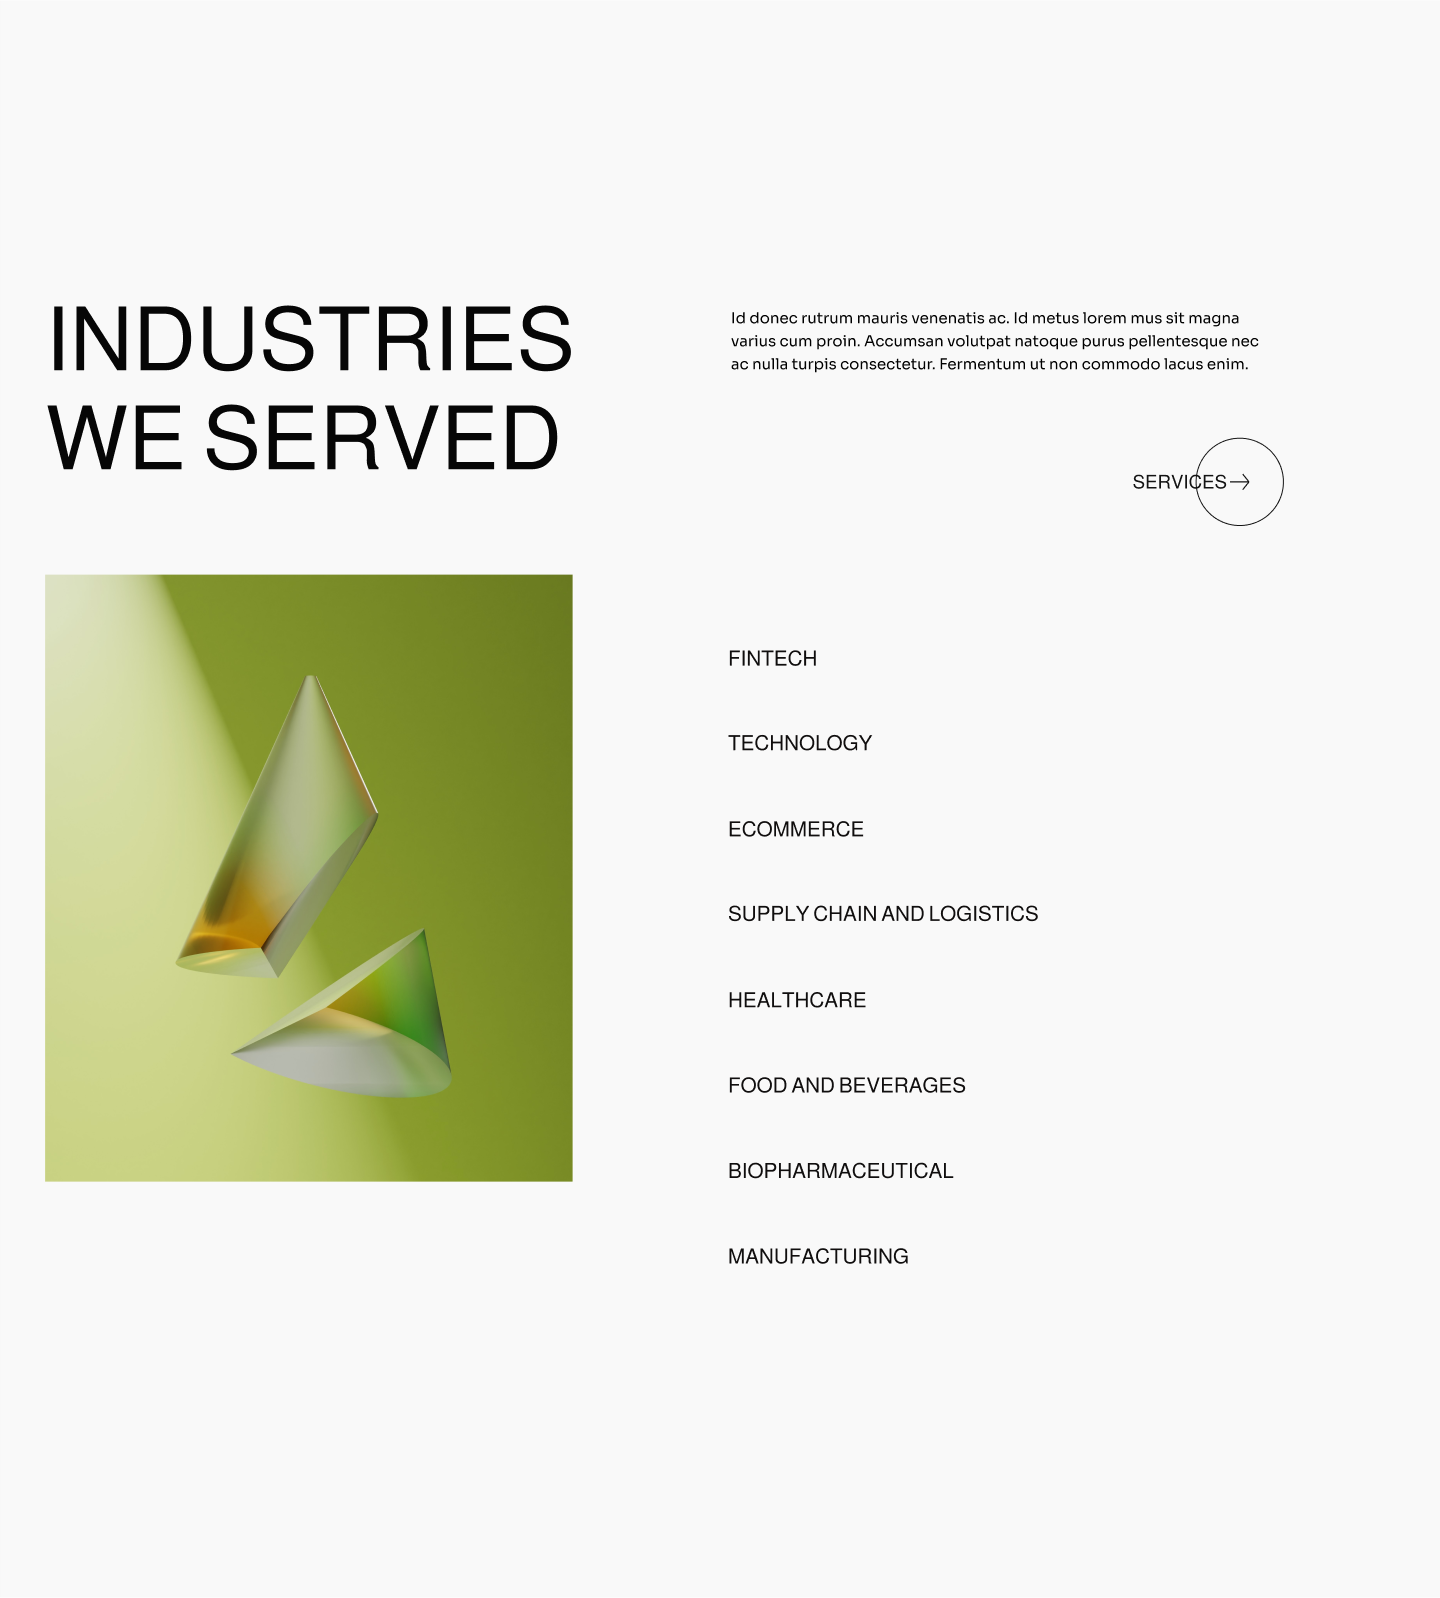 INDUSTRIES
WE SERVED
Id donec rutrum mauris venenatis ac. Id metus lorem mus sit magna
varius cum proin. Accumsan volutpat natoque purus pellentesque nec
ac nulla turpis consectetur. Fermentum ut non commodo lacus enim.
SERVICES
FINTECH
TECHNOLOGY
ECOMMERCE
SUPPLY CHAIN AND LOGISTICS
HEALTHCARE
FOOD AND BEVERAGES
BIOPHARMACEUTICAL
MANUFACTURING